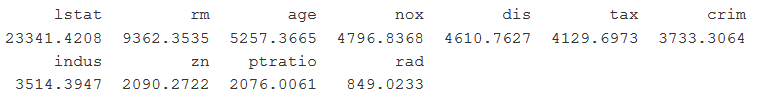 lstat rm age nox dis tax crim
23341.4208 9362.3535 5257.3665 4796.8368 4610.7627 4129.6973 3733.3064
indus zn ptratio rad
3514.3947 2090.2722 2076.0061 849.0233